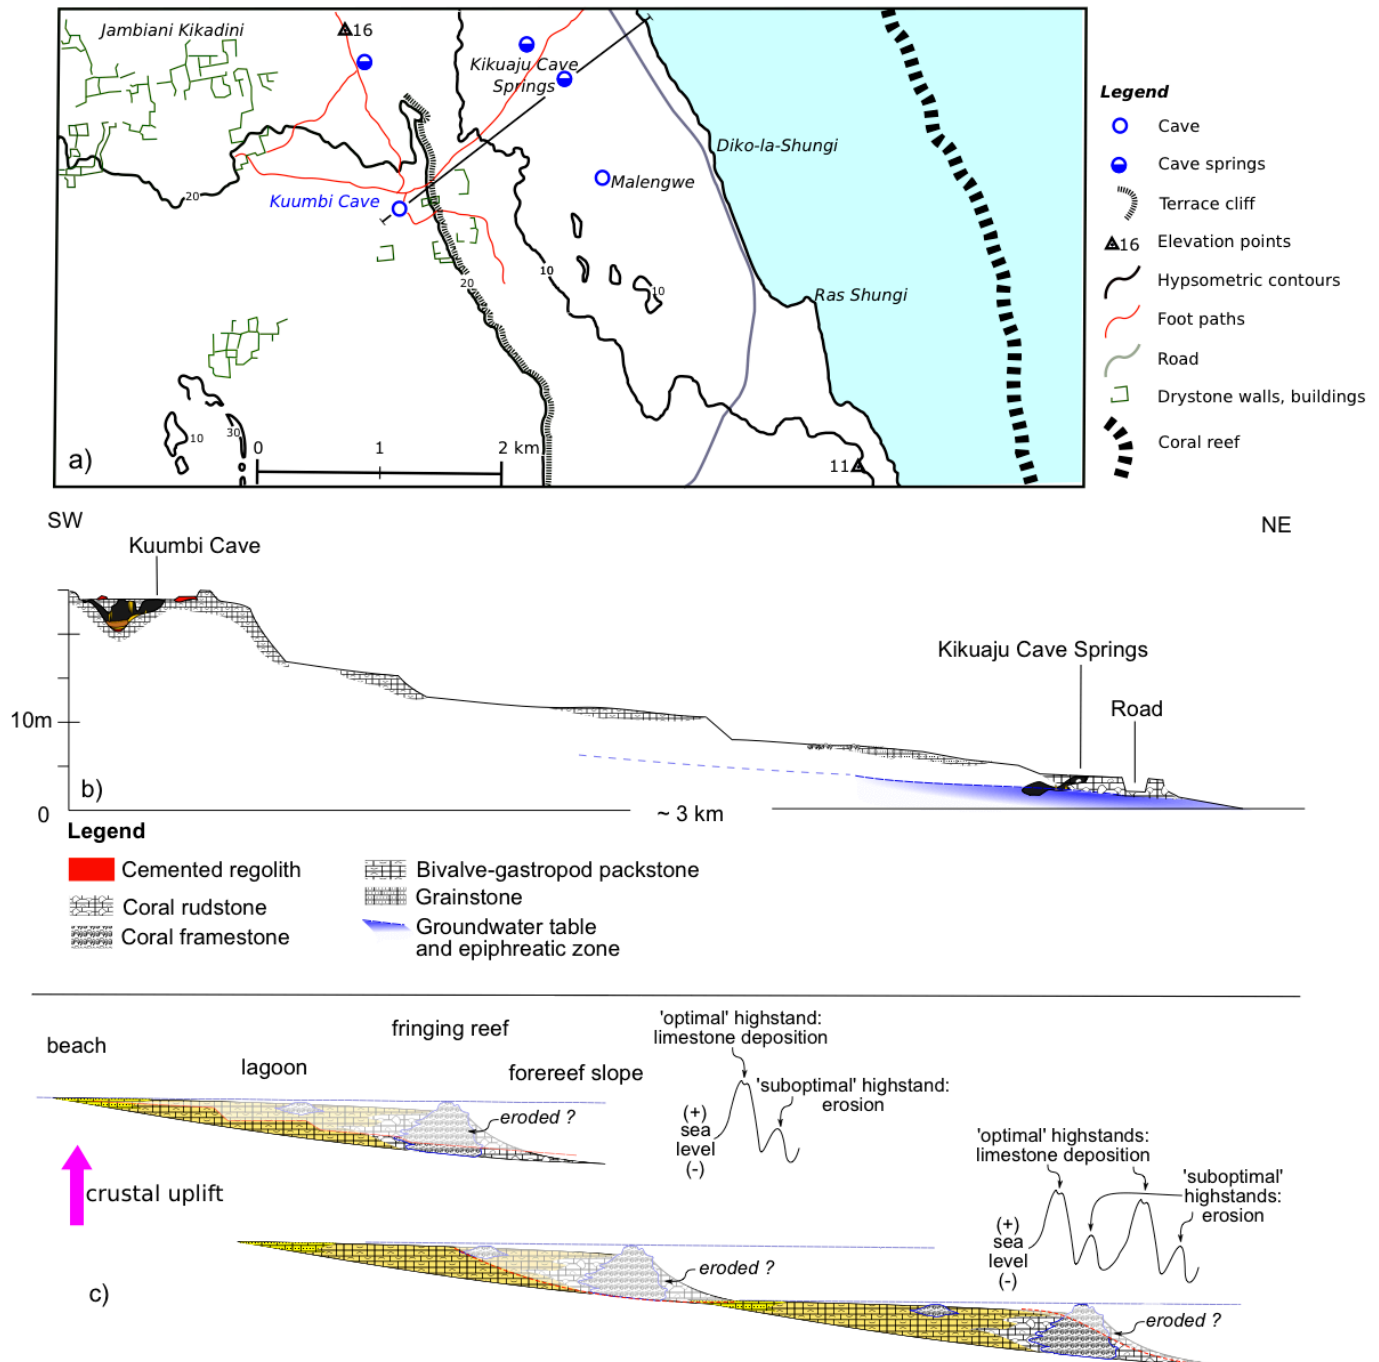 Jambiani Kikadini
16
Kikuaju Cave
Springs
Diko-la-Shungi
Malengwe
Kuumbi Cave
20
10
20
10
Ras Shungi
10
30
0 1 2 km
11
a)
Legend
Cave
Cave springs
Terrace cliff
16 Elevation points
Hypsometric contours
Foot paths
Road
Drystone walls, buildings
Coral reef
SW
NE
Kuumbi Cave
Kikuaju Cave Springs
Road
10m
b)
0
~ 3 km
Legend
Cemented regolith
Coral rudstone
Coral framestone
Bivalve-gastropod packstone
Grainstone
Groundwater table
and epiphreatic zone
beach
lagoon
fringing reef
forereef slope
eroded ?
'optimal' highstand:
limestone deposition
'suboptimal' highstand:
erosion
(+)
sea
level
(-)
crustal uplift
'optimal' highstands:
limestone deposition
'suboptimal'
highstands:
erosion
(+)
sea
level
(-)
eroded ?
c)
eroded ?